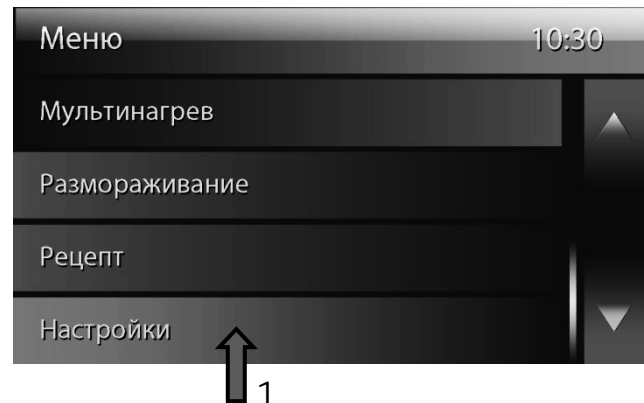 Меню 10:30
Мультинагрев
Размораживание
Рецепт
Настройки
1